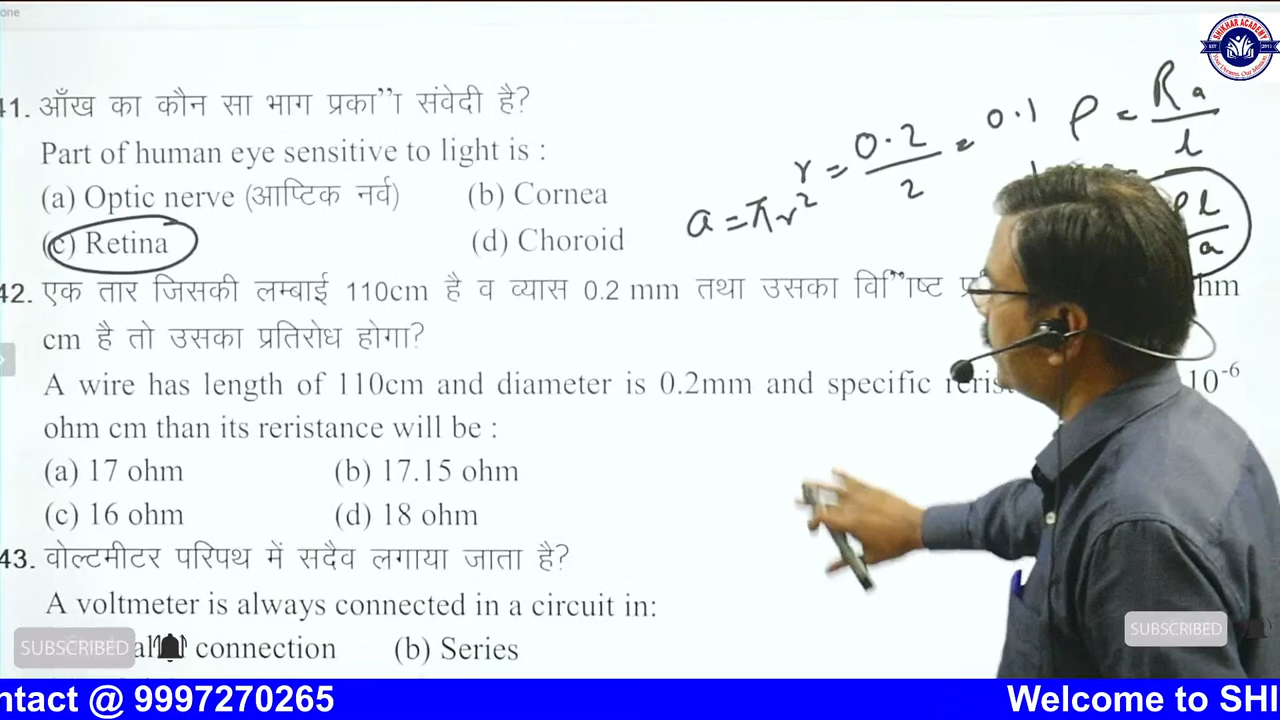 one
SHIKHAR ACADEMY
41. आँख का कौन सा भाग प्रका”ा संवेदी है?
Part of human eye sensitive to light is :
(a) Optic nerve (आप्टिक नर्व) (b) Cornea
(c) Retina (d) Choroid
r = 0.2/2 = 0.1
a = πr²
ρ = Ra/l
ρl/a
42. एक तार जिसकी लम्बाई 110cm है व व्यास 0.2 mm तथा उसका वि”ाष्ट hm
cm है तो उसका प्रतिरोध होगा?
A wire has length of 110cm and diameter is 0.2mm and specific 10⁻⁶
ohm cm than its reristance will be :
(a) 17 ohm (b) 17.15 ohm
(c) 16 ohm (d) 18 ohm
43. वोल्टमीटर परिपथ में सदैव लगाया जाता है?
A voltmeter is always connected in a circuit in:
connection (b) Series
SUBSCRIBED
SUBSCRIBED
ntact @ 9997270265 Welcome to SHI